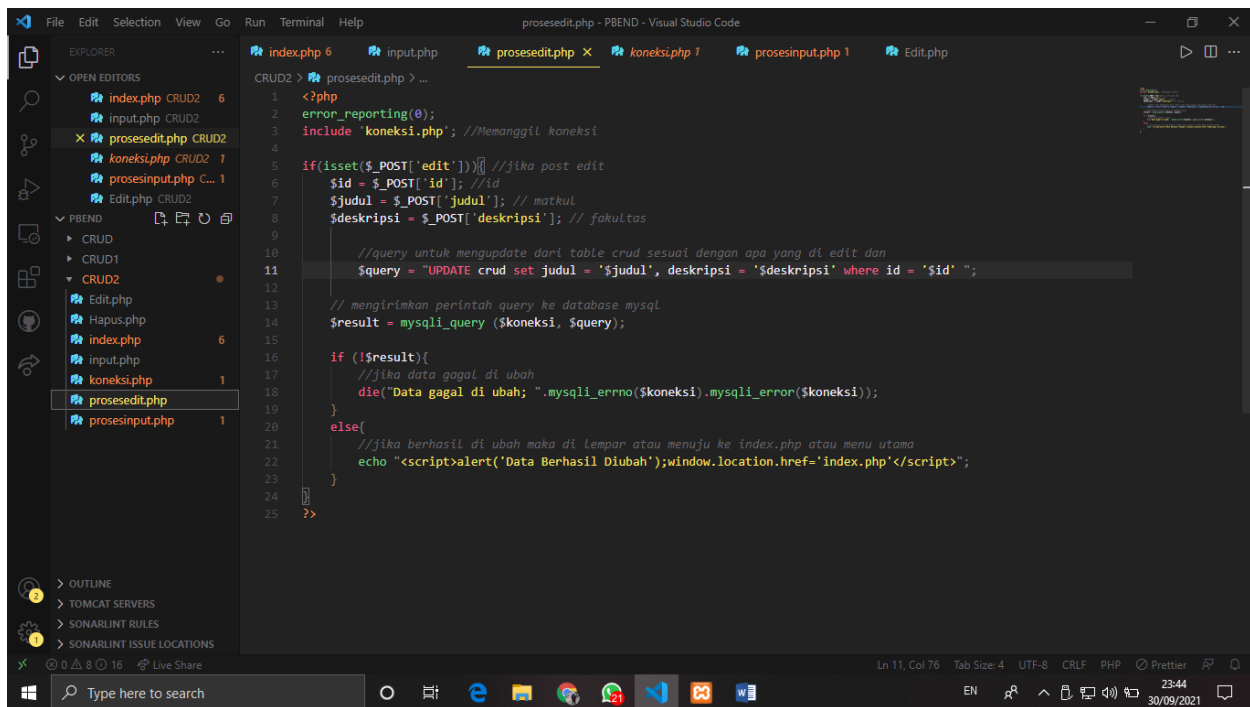 File Edit Selection View Go Run Terminal Help prosesedit.php - PBEND - Visual Studio Code
EXPLORER ...
index.php 6 input.php prosesedit.php koneksi.php 1 prosesinput.php 1 Edit.php
OPEN EDITORS
index.php CRUD2 6
input.php CRUD2
prosesedit.php CRUD2
koneksi.php CRUD2 1
prosesinput.php C... 1
Edit.php CRUD2
PBEND
CRUD
CRUD1
CRUD2
Edit.php
Hapus.php
index.php 6
input.php
koneksi.php 1
prosesedit.php
prosesinput.php 1
OUTLINE
TOMCAT SERVERS
SONARLINT RULES
SONARLINT ISSUE LOCATIONS
2
1
CRUD2 > prosesedit.php > ...
1 <?php
2 error_reporting(0);
3 include 'koneksi.php'; //Memanggil koneksi
4
5 if(isset($_POST['edit'])){ //jika post edit
6 $id = $_POST['id']; //id
7 $judul = $_POST['judul']; // matkul
8 $deskripsi = $_POST['deskripsi']; // fakultas
9
10 //query untuk mengupdate dari table crud sesuai dengan apa yang di edit dan
11 $query = "UPDATE crud set judul = '$judul', deskripsi = '$deskripsi' where id = '$id' ";
12
13 // mengirimkan perintah query ke database mysql
14 $result = mysqli_query ($koneksi, $query);
15
16 if (!$result){
17 //jika data gagal di ubah
18 die("Data gagal di ubah; ".mysqli_errno($koneksi).mysqli_error($koneksi));
19 }
20 else{
21 //jika berhasil di ubah maka di lempar atau menuju ke index.php atau menu utama
22 echo "<script>alert('Data Berhasil Diubah');window.location.href='index.php'</script>";
23 }
24 }
25 ?>
0 8 16 Live Share Ln 11, Col 76 Tab Size: 4 UTF-8 CRLF PHP Prettier
Type here to search 21 EN 23:44
30/09/2021